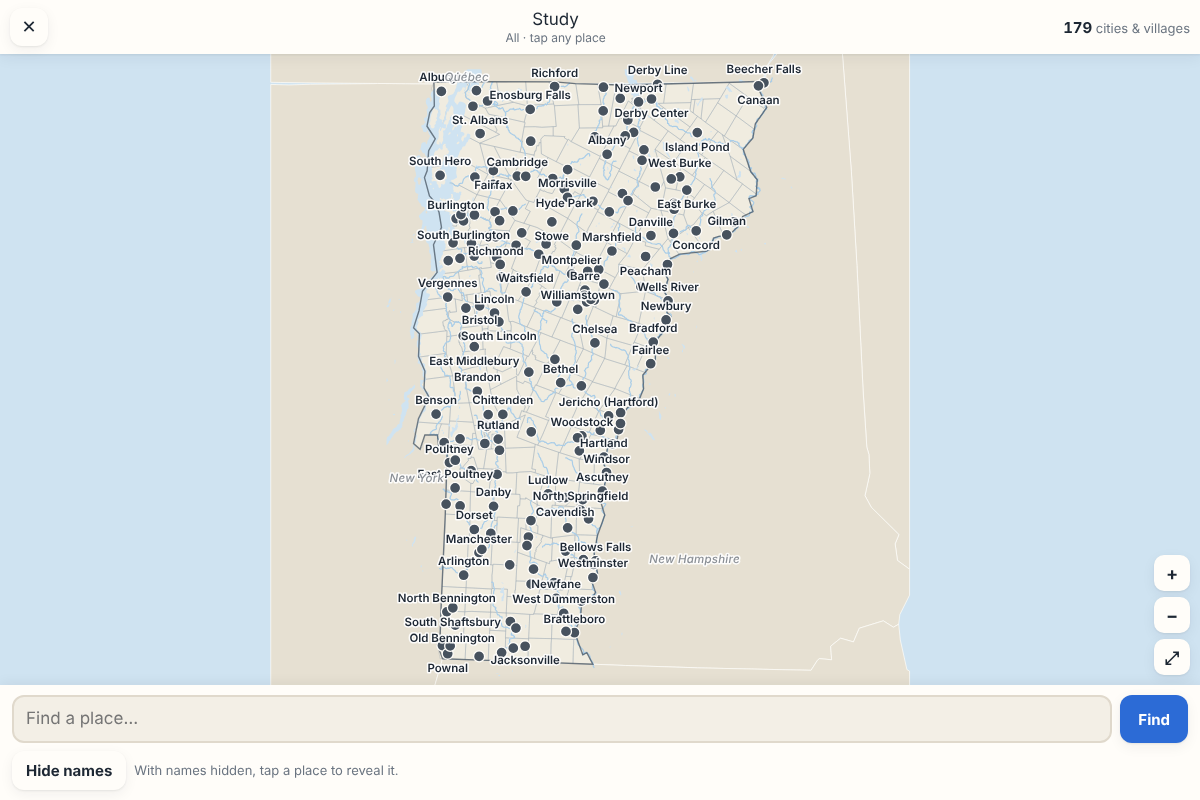 ✕
Study
All · tap any place
179 cities & villages
Beecher Falls
Derby Line
Richford
Québec
Newport
Enosburg Falls
Canaan
Derby Center
St. Albans
Albany
Island Pond
South Hero
Cambridge
West Burke
Fairfax
Morrisville
Burlington
Hyde Park
East Burke
Danville
Gilman
South Burlington
Stowe
Marshfield
Concord
Richmond
Montpelier
Peacham
Barre
Waitsfield
Vergennes
Wells River
Williamstown
Lincoln
Newbury
Bristol
Chelsea
Bradford
South Lincoln
Fairlee
East Middlebury
Bethel
Brandon
Benson
Chittenden
Jericho (Hartford)
Rutland
Woodstock
Hartland
Poultney
Windsor
East Poultney
New York
Ludlow
Ascutney
Danby
North Springfield
Dorset
Cavendish
Manchester
Bellows Falls
New Hampshire
Arlington
Westminster
Newfane
North Bennington
West Dummerston
South Shaftsbury
Brattleboro
Old Bennington
Jacksonville
Pownal
+
−
Find a place...
Find
Hide names
With names hidden, tap a place to reveal it.